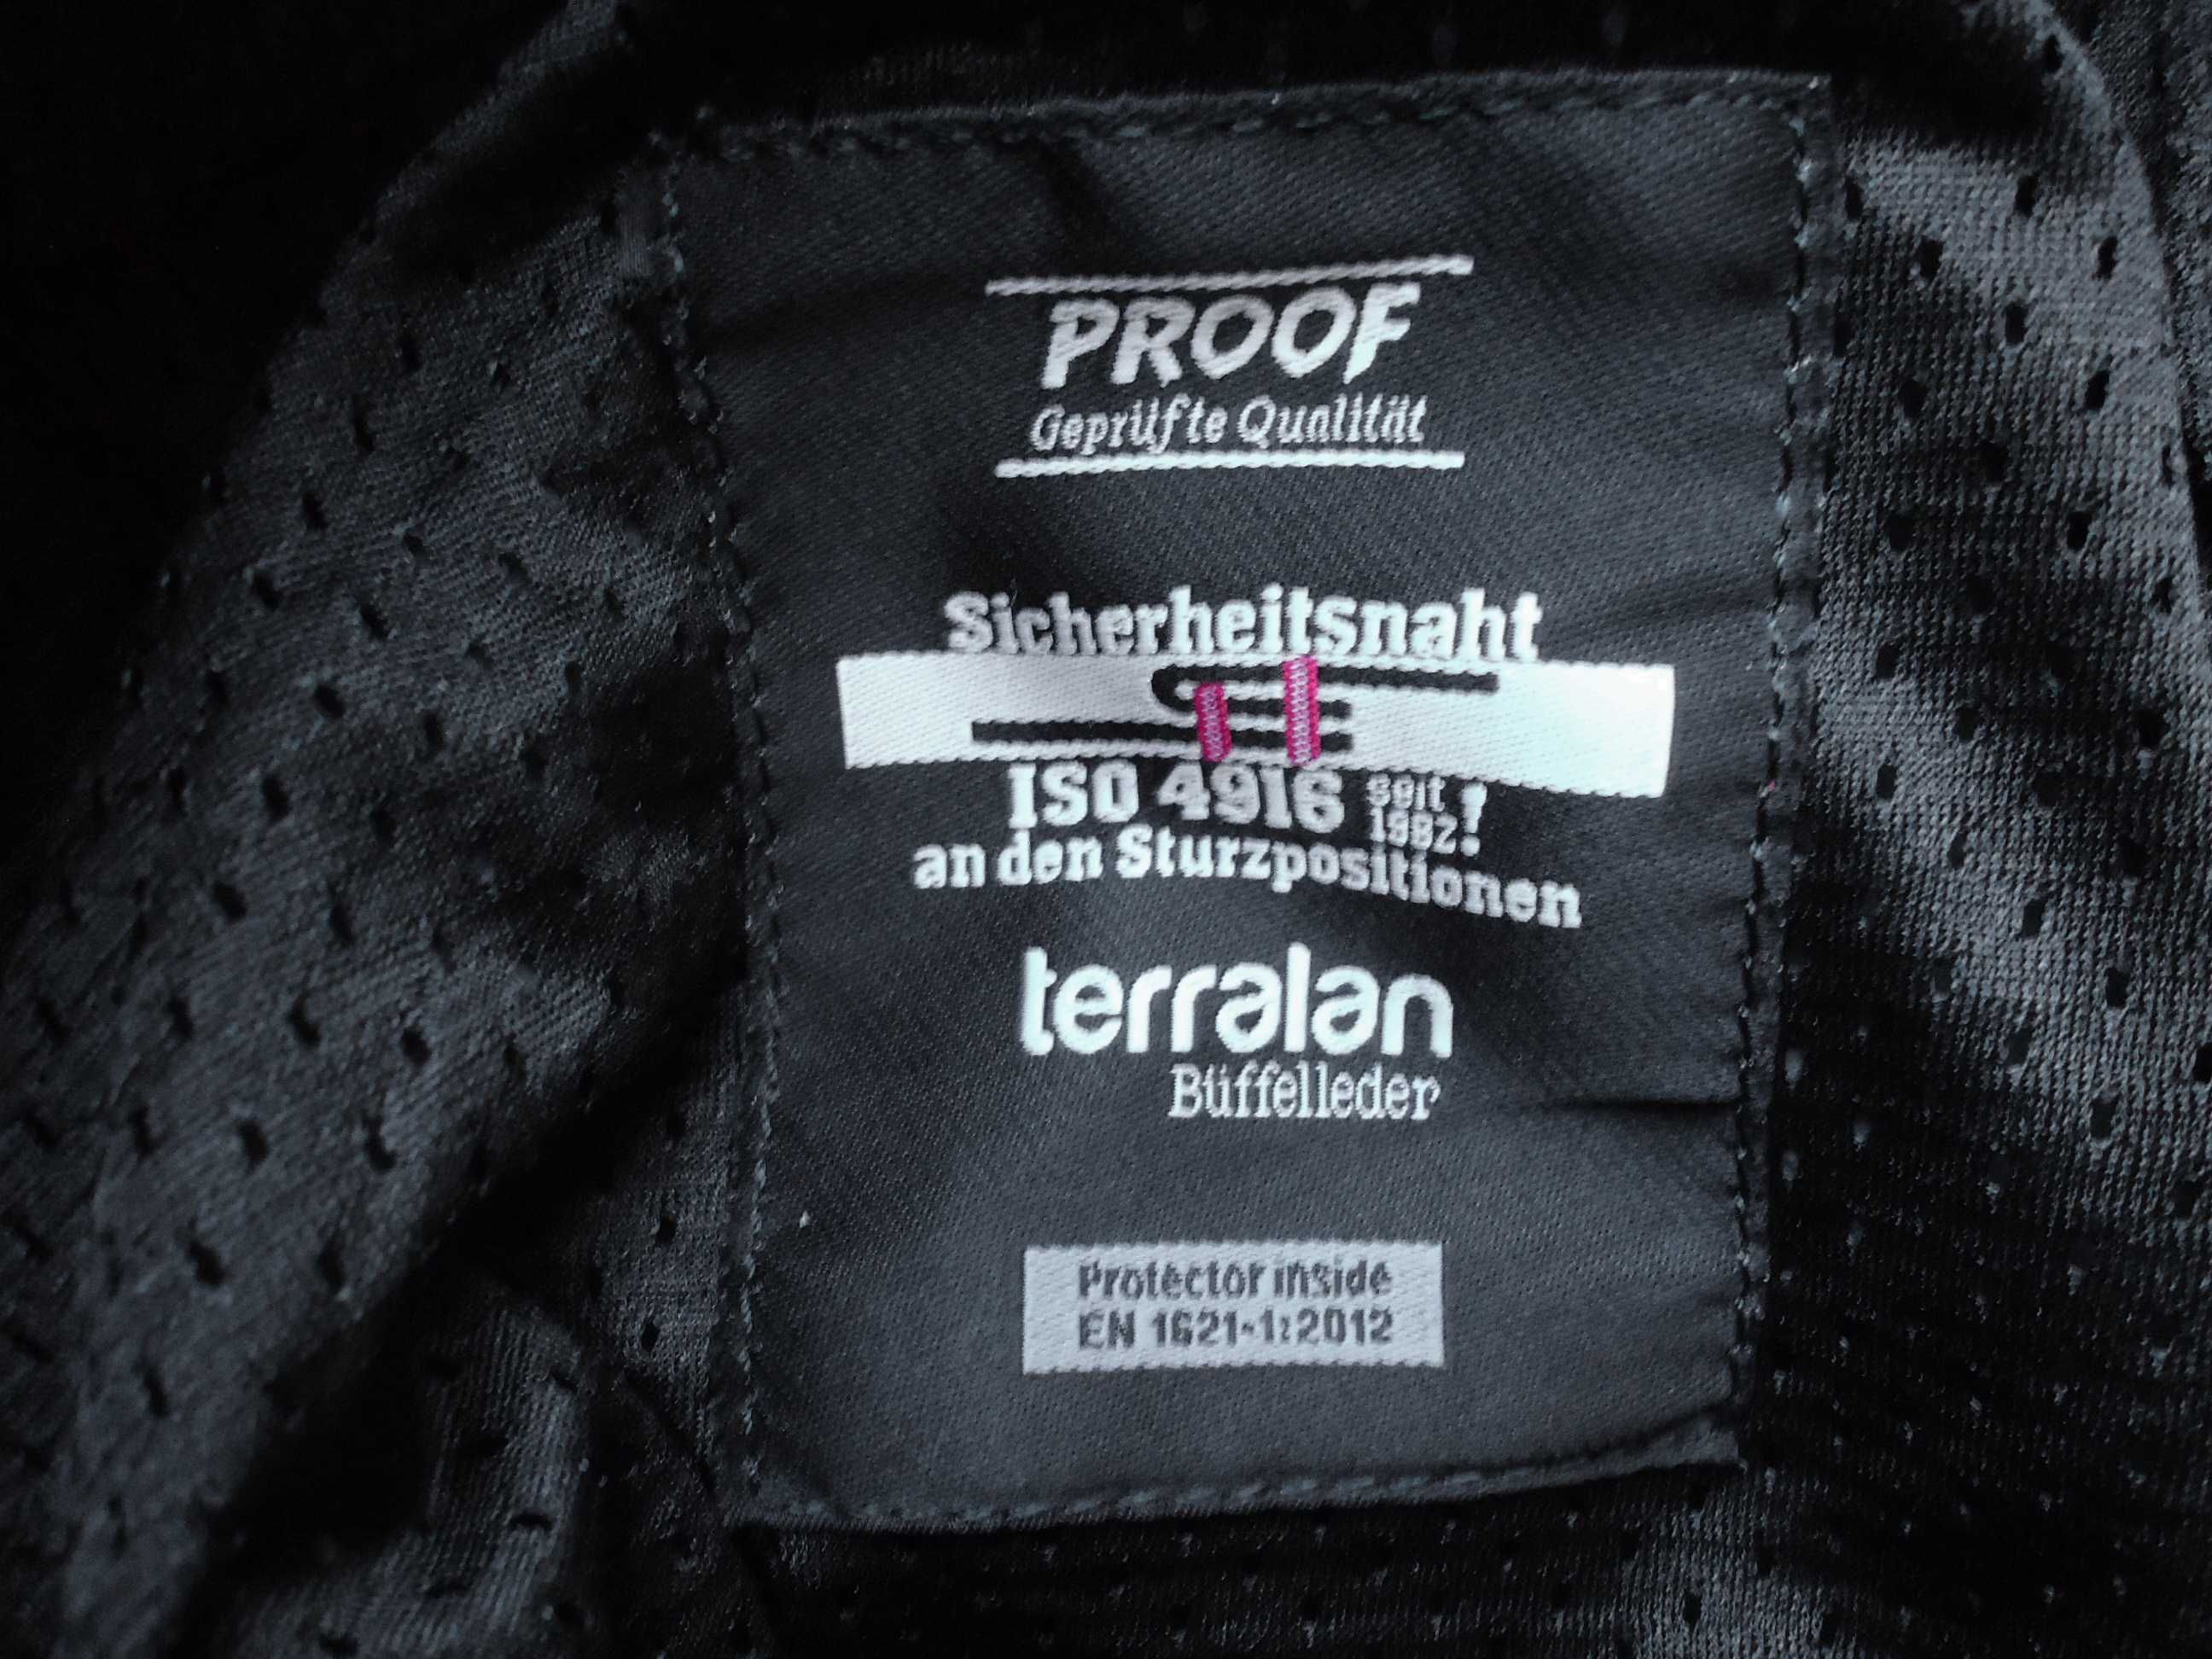 PROOF
Geprüfte Qualität
Sicherheitsnaht
ISO 4916 seit 1982!
an den Sturzpositionen
terralan
Büffelleder
Protector inside
EN 1621-1:2012